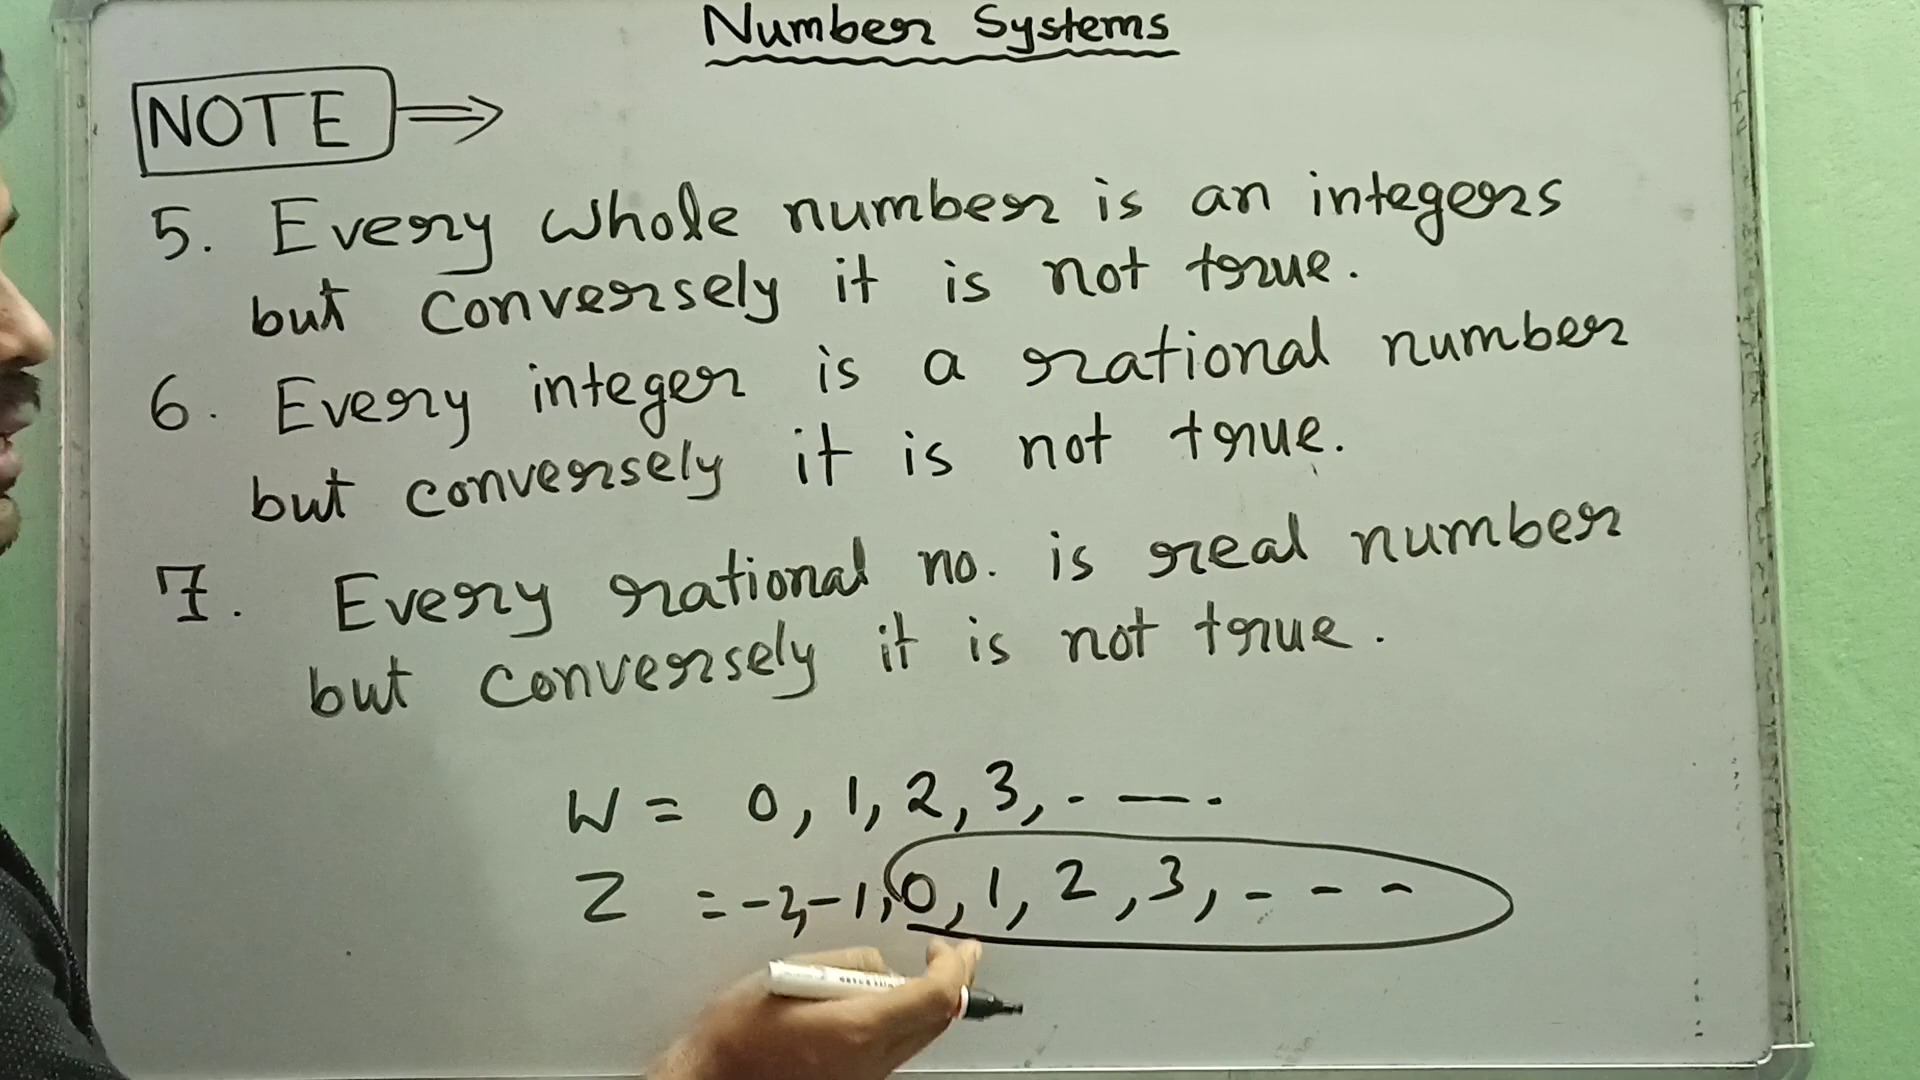 Number Systems
NOTE ⇒
5. Every whole number is an integers
but conversely it is not true.
6. Every integer is a rational number
but conversely it is not true.
7. Every rational no. is real number
but conversely it is not true.
W = 0, 1, 2, 3, . — .
Z = -2, -1, 0, 1, 2, 3, - - -